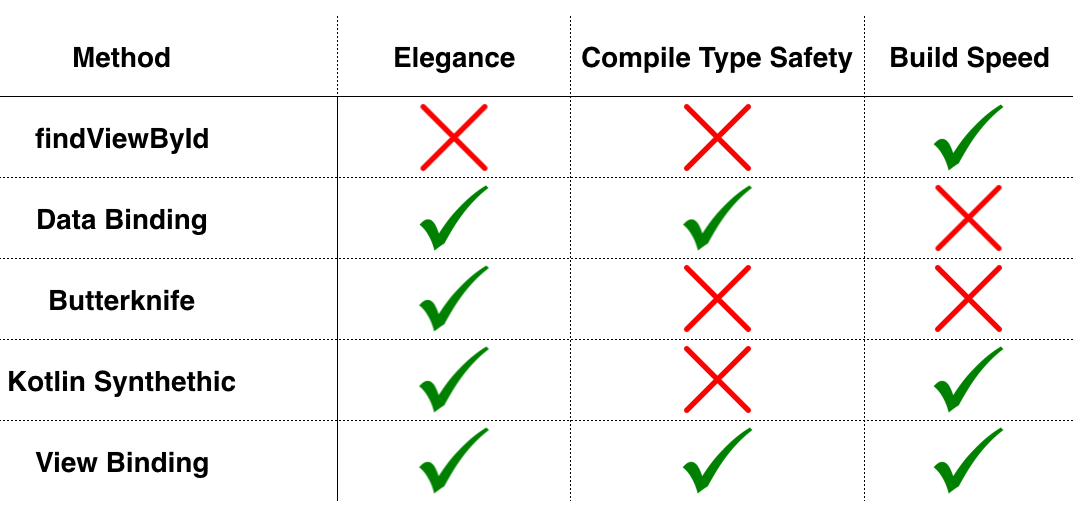 Method Elegance Compile Type Safety Build Speed
findViewById
Data Binding
Butterknife
Kotlin Synthethic
View Binding